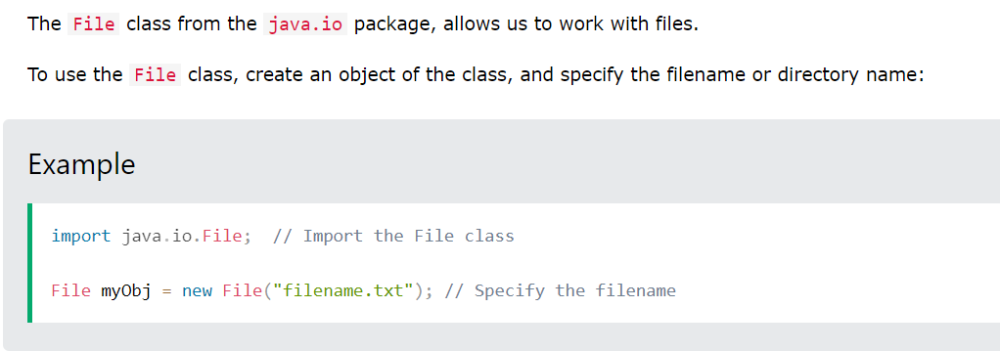 The File class from the java.io package, allows us to work with files.
To use the File class, create an object of the class, and specify the filename or directory name:
Example
import java.io.File;  // Import the File class
File myObj = new File("filename.txt"); // Specify the filename